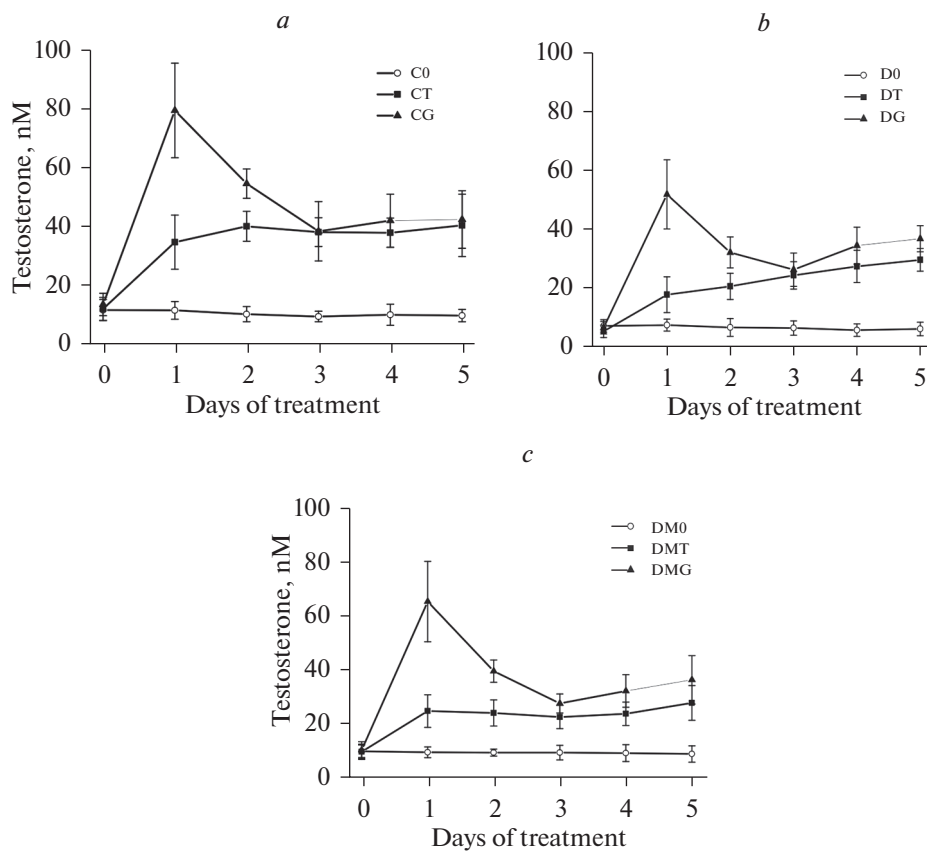 a
100
80
60
40
20
0
Testosterone, nM
C0
CT
CG
0 1 2 3 4 5
Days of treatment
b
100
80
60
40
20
0
D0
DT
DG
0 1 2 3 4 5
Days of treatment
c
100
80
60
40
20
0
Testosterone, nM
DM0
DMT
DMG
0 1 2 3 4 5
Days of treatment